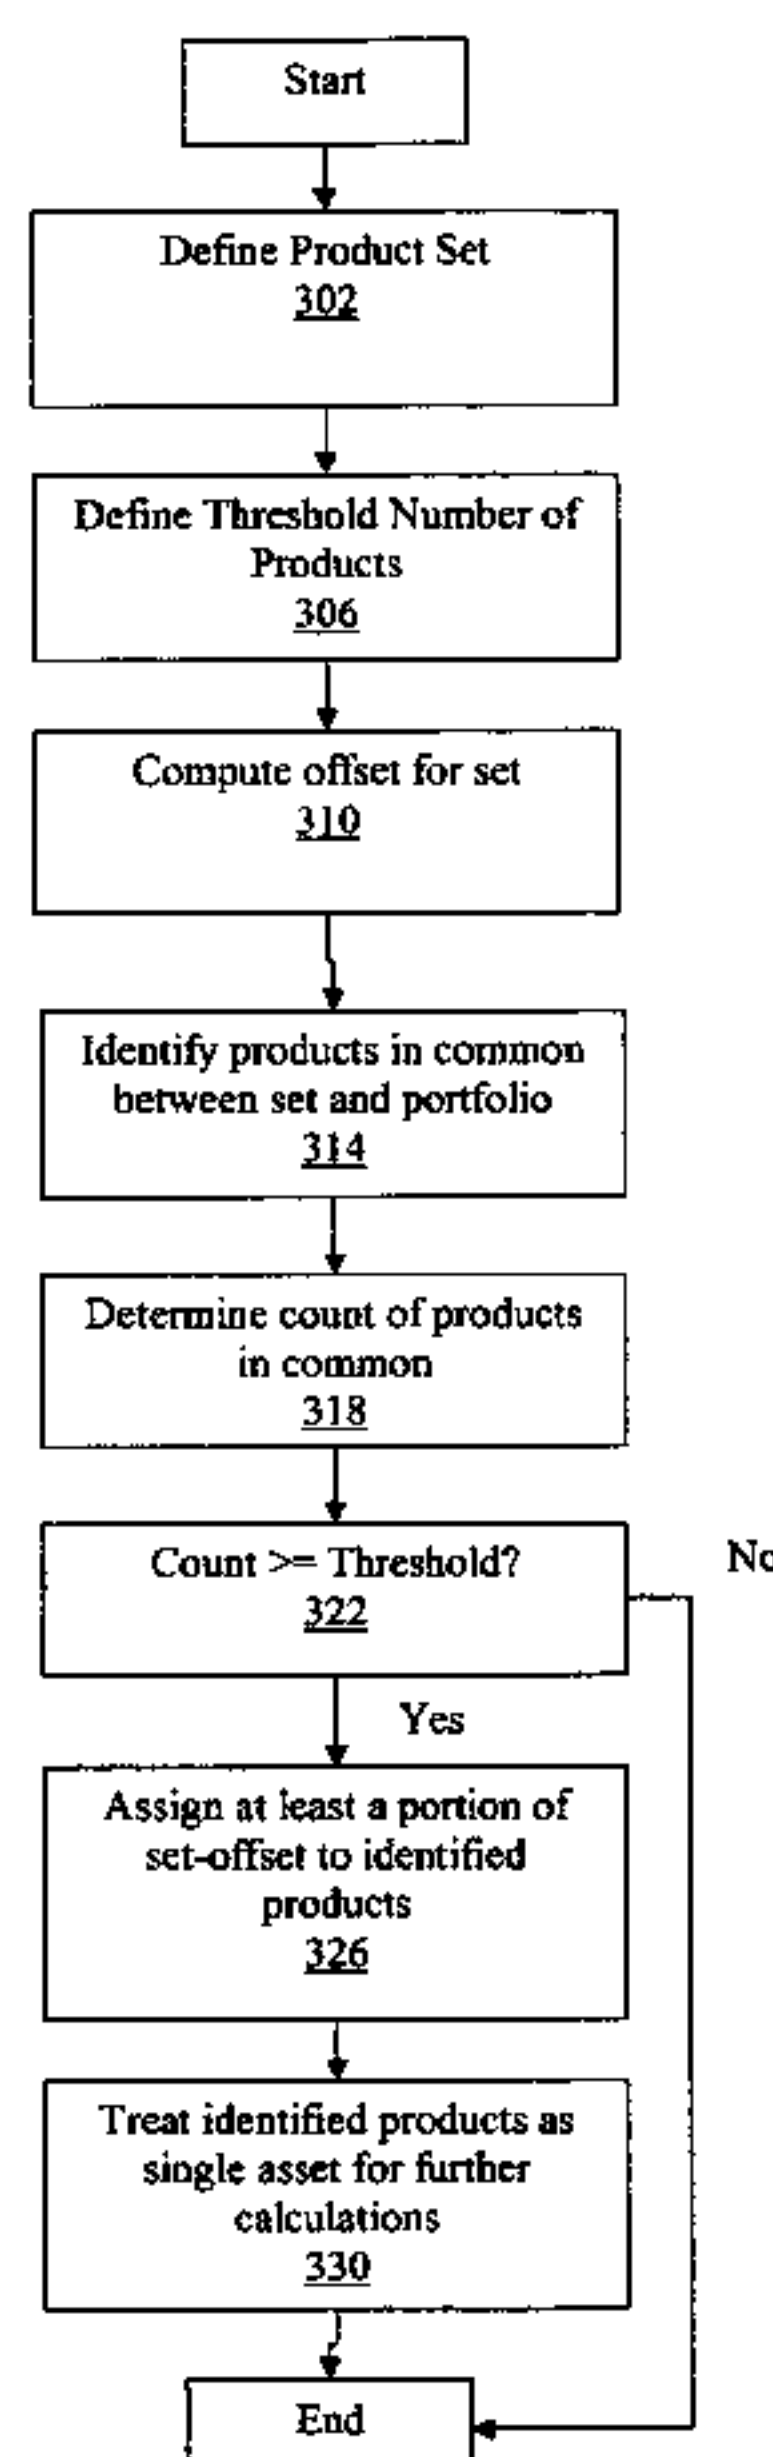 Start
Define Product Set
302
Define Threshold Number of
Products
306
Compute offset for set
310
Identify products in common
between set and portfolio
314
Determine count of products
in common
318
Count >= Threshold?
322
No
Yes
Assign at least a portion of
set-offset to identified
products
326
Treat identified products as
single asset for further
calculations
330
End